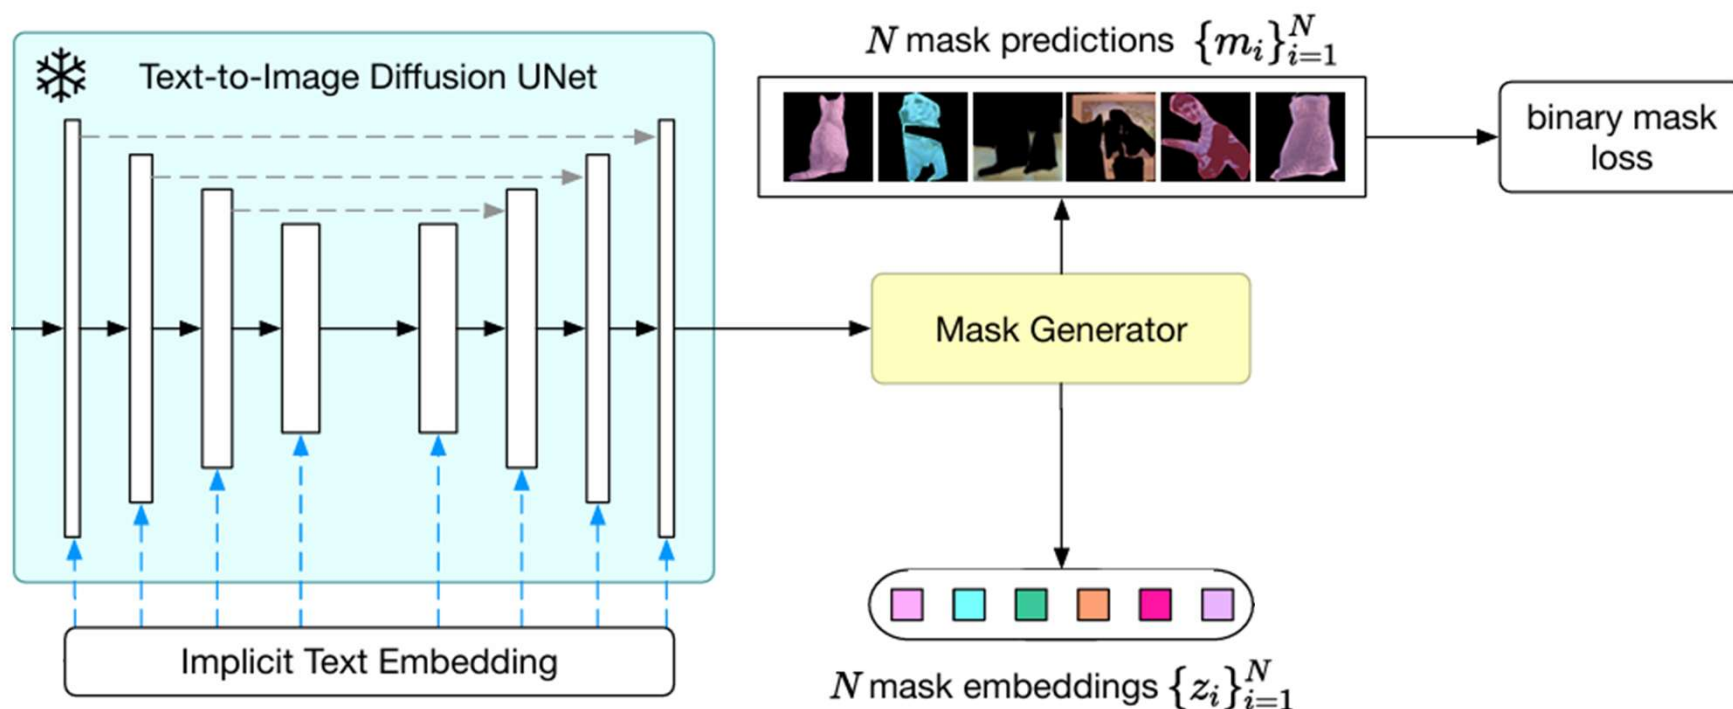 Text-to-Image Diffusion UNet
N mask predictions {m_i}_{i=1}^N
binary mask
loss
Mask Generator
Implicit Text Embedding
N mask embeddings {z_i}_{i=1}^N